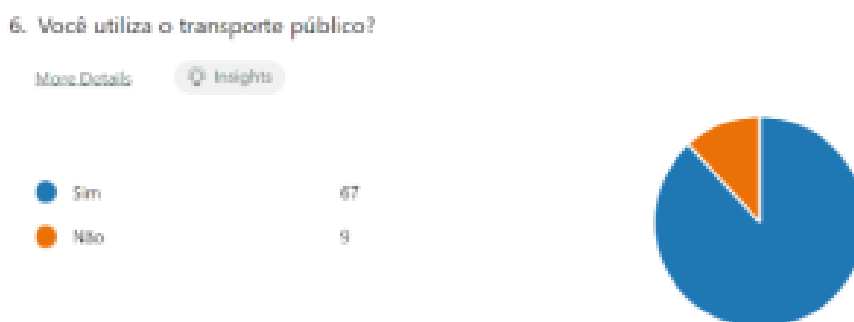 6. Você utiliza o transporte público?
More Details Insights
Sim 67
Não 9